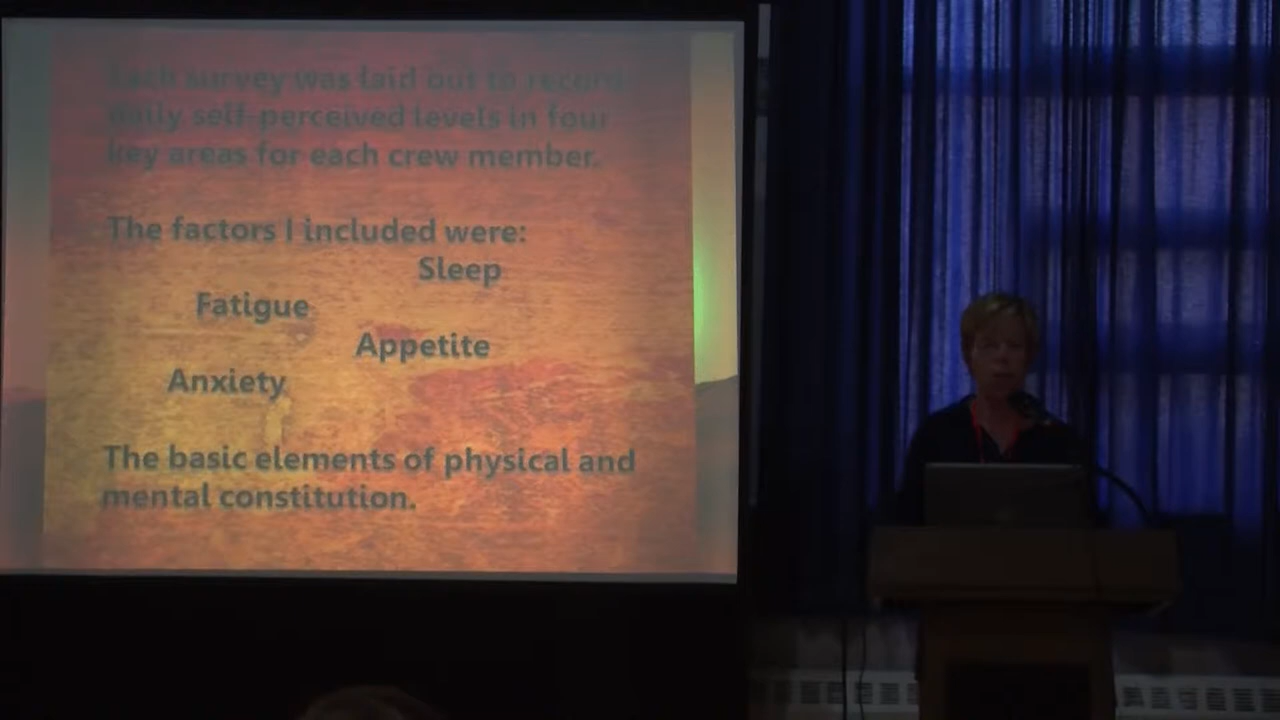 Each survey was laid out to record
daily self-perceived levels in four
key areas for each crew member.
The factors I included were:
Sleep
Fatigue
Appetite
Anxiety
The basic elements of physical and
mental constitution.